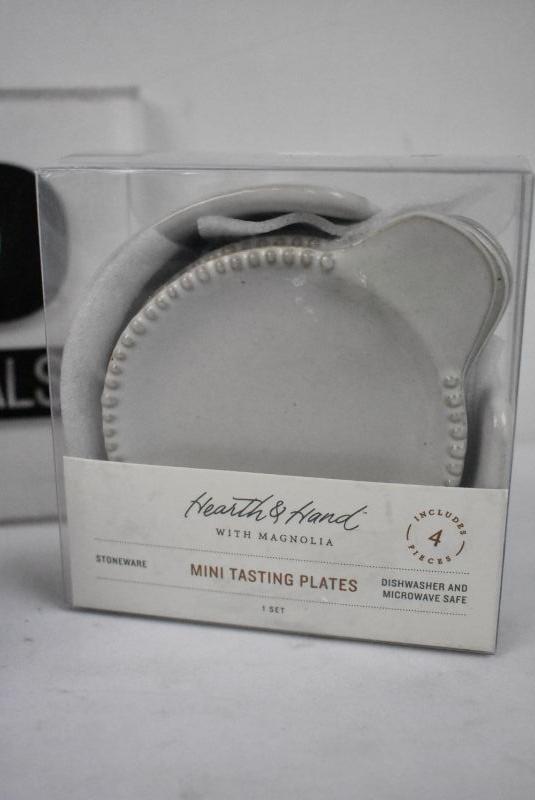 ALS
Hearth & Hand
WITH MAGNOLIA
INCLUDES
4
PIECES
STONEWARE
MINI TASTING PLATES
DISHWASHER AND
MICROWAVE SAFE
1 SET